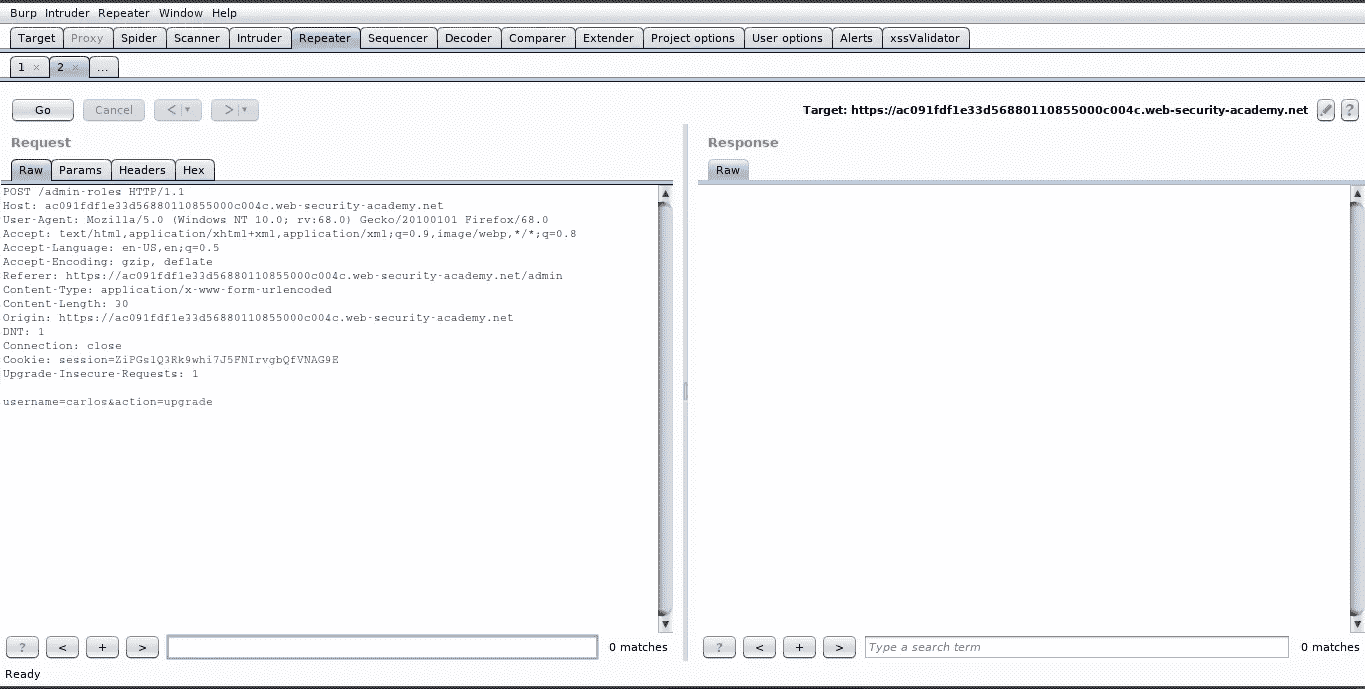 Burp Intruder Repeater Window Help
Target Proxy Spider Scanner Intruder Repeater Sequencer Decoder Comparer Extender Project options User options Alerts xssValidator
1 × 2 × ...
Go Cancel < ▾ > ▾ Target: https://ac091fdf1e33d56880110855000c004c.web-security-academy.net ?
Request
Raw Params Headers Hex
POST /admin-roles HTTP/1.1
Host: ac091fdf1e33d56880110855000c004c.web-security-academy.net
User-Agent: Mozilla/5.0 (Windows NT 10.0; rv:68.0) Gecko/20100101 Firefox/68.0
Accept: text/html,application/xhtml+xml,application/xml;q=0.9,image/webp,*/*;q=0.8
Accept-Language: en-US,en;q=0.5
Accept-Encoding: gzip, deflate
Referer: https://ac091fdf1e33d56880110855000c004c.web-security-academy.net/admin
Content-Type: application/x-www-form-urlencoded
Content-Length: 30
Origin: https://ac091fdf1e33d56880110855000c004c.web-security-academy.net
DNT: 1
Connection: close
Cookie: session=ZiPGslQ3Rk9whi7J5FNIrvgbQfVNAG9E
Upgrade-Insecure-Requests: 1
username=carlos&action=upgrade
? < + > 0 matches
Response
Raw
? < + > Type a search term 0 matches
Ready